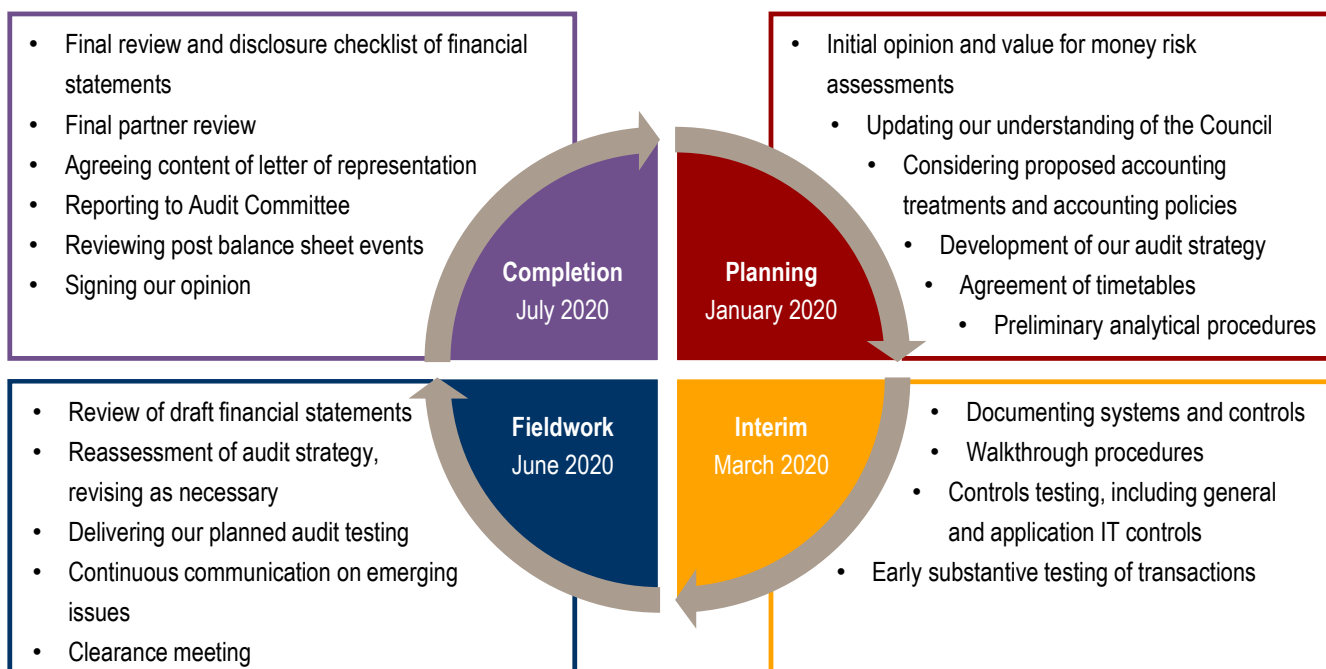 • Final review and disclosure checklist of financial
statements
• Final partner review
• Agreeing content of letter of representation
• Reporting to Audit Committee
• Reviewing post balance sheet events
• Signing our opinion
Completion
July 2020
• Initial opinion and value for money risk
assessments
• Updating our understanding of the Council
• Considering proposed accounting
treatments and accounting policies
• Development of our audit strategy
• Agreement of timetables
• Preliminary analytical procedures
Planning
January 2020
• Review of draft financial statements
• Reassessment of audit strategy,
revising as necessary
• Delivering our planned audit testing
• Continuous communication on emerging
issues
• Clearance meeting
Fieldwork
June 2020
Interim
March 2020
• Documenting systems and controls
• Walkthrough procedures
• Controls testing, including general
and application IT controls
• Early substantive testing of transactions